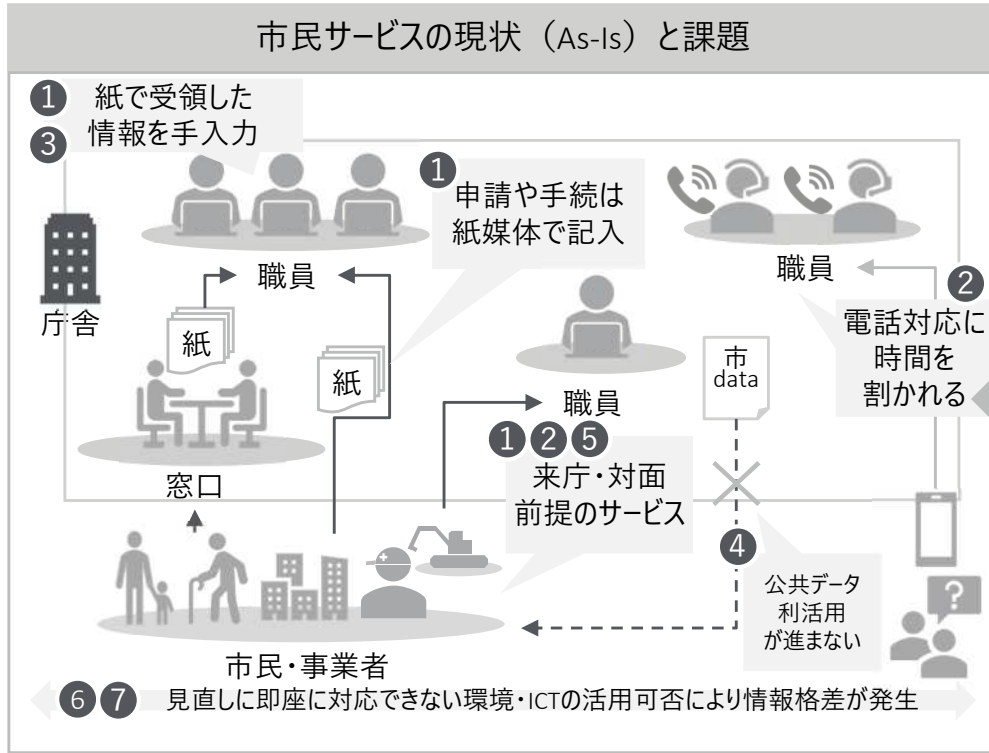 市民サービスの現状（As-Is）と課題
1
3
紙で受領した
情報を手入力
1
申請や手続は
紙媒体で記入
職員
職員
2
電話対応に
時間を
割かれる
庁舎
紙
紙
市
data
職員
1 2 5
来庁・対面
前提のサービス
窓口
4
公共データ
利活用
が進まない
?
市民・事業者
6 7 見直しに即座に対応できない環境・ICTの活用可否により情報格差が発生